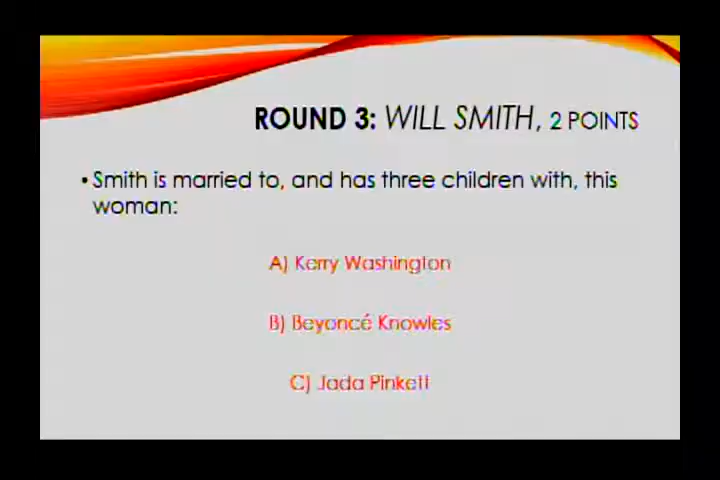 ROUND 3: WILL SMITH, 2 POINTS
• Smith is married to, and has three children with, this
woman:
A) Kerry Washington
B) Beyoncé Knowles
C) Jada Pinkett